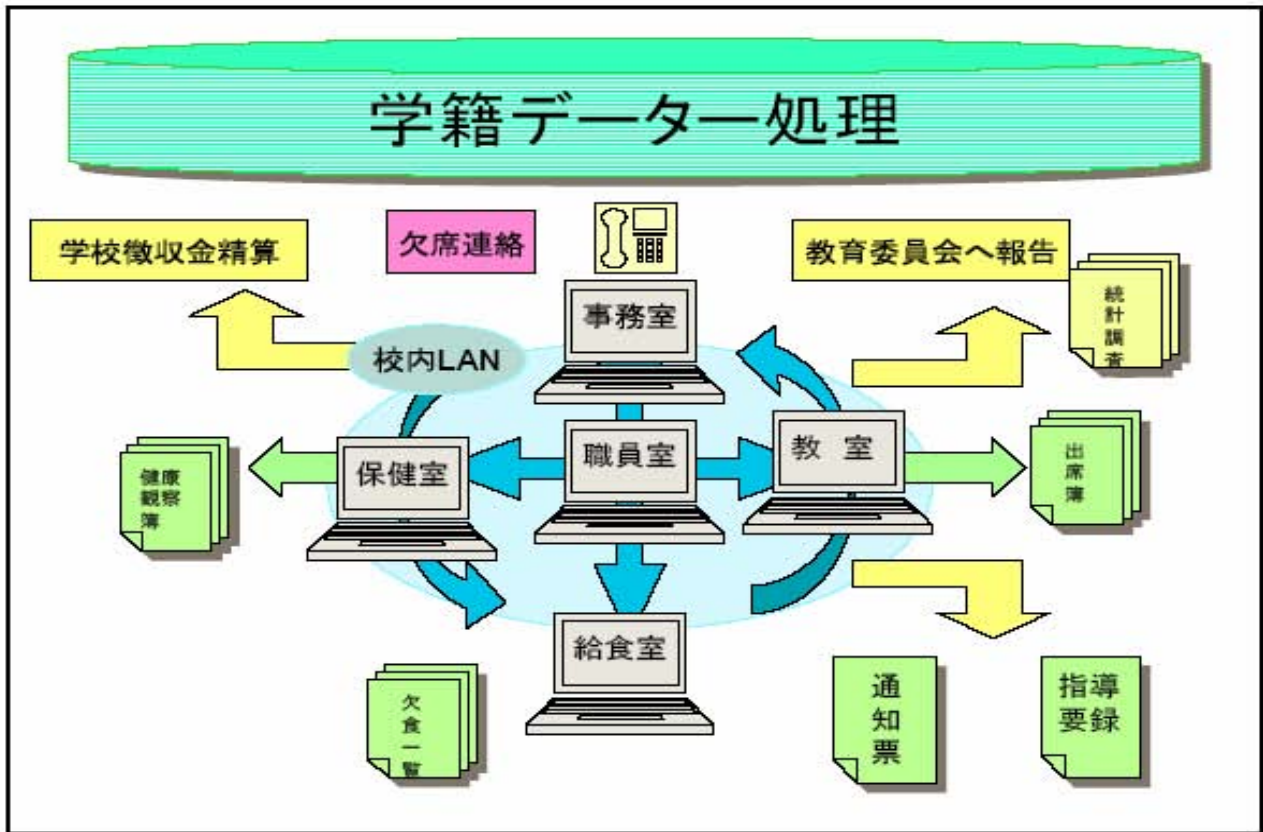 学籍データー処理
学校徴収金精算
欠席連絡
教育委員会へ報告
統計調査
事務室
校内LAN
健康
観察
簿
保健室
職員室
教 室
出席簿
給食室
欠食一覧
通知票
指導
要録